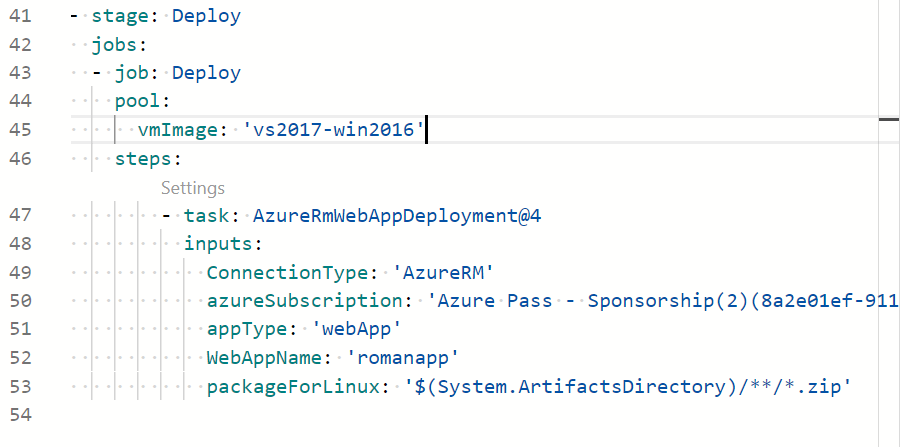 41 - stage: Deploy
42 jobs:
43 - job: Deploy
44 pool:
45 vmImage: 'vs2017-win2016'
46 steps:
Settings
47 - task: AzureRmWebAppDeployment@4
48 inputs:
49 ConnectionType: 'AzureRM'
50 azureSubscription: 'Azure Pass - Sponsorship(2)(8a2e01ef-911
51 appType: 'webApp'
52 WebAppName: 'romanapp'
53 packageForLinux: '$(System.ArtifactsDirectory)/**/*.zip'
54